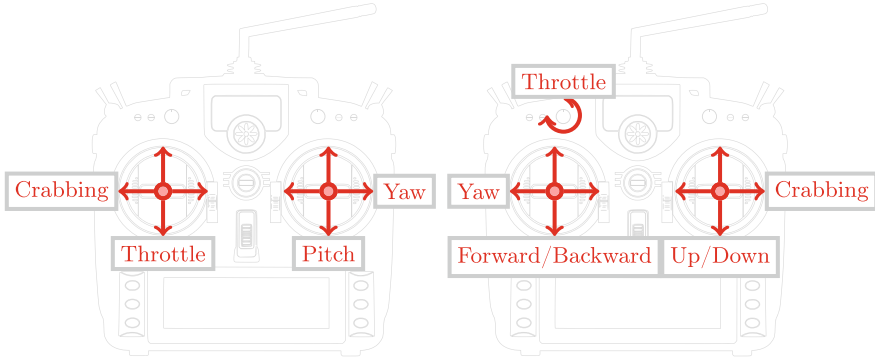 Crabbing
Yaw
Throttle
Pitch
Throttle
Yaw
Crabbing
Forward/Backward
Up/Down